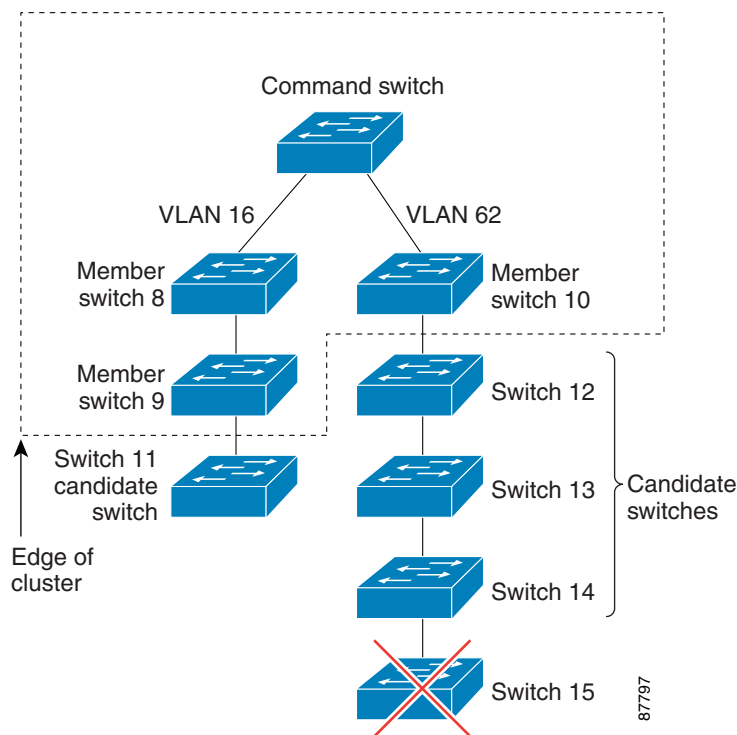 Command switch
VLAN 16
VLAN 62
Member
switch 8
Member
switch 10
Member
switch 9
Switch 12
Switch 11
candidate
switch
Switch 13
Candidate
switches
Edge of
cluster
Switch 14
Switch 15
87797